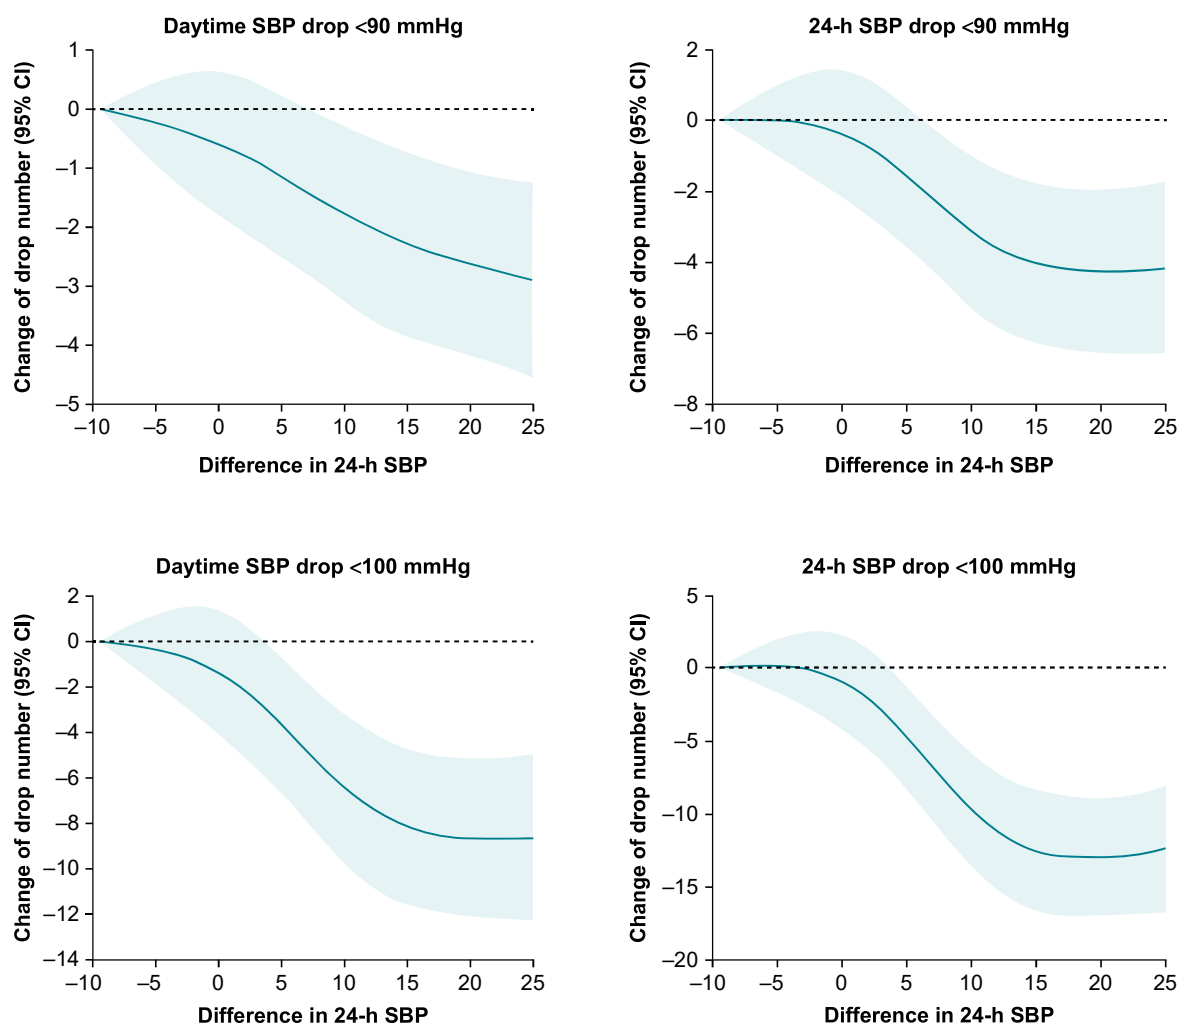 Daytime SBP drop <90 mmHg
Change of drop number (95% CI)
1
0
–1
–2
–3
–4
–5
–10 –5 0 5 10 15 20 25
Difference in 24-h SBP
24-h SBP drop <90 mmHg
Change of drop number (95% CI)
2
0
–2
–4
–6
–8
–10 –5 0 5 10 15 20 25
Difference in 24-h SBP
Daytime SBP drop <100 mmHg
Change of drop number (95% CI)
2
0
–2
–4
–6
–8
–10
–12
–14
–10 –5 0 5 10 15 20 25
Difference in 24-h SBP
24-h SBP drop <100 mmHg
Change of drop number (95% CI)
5
0
–5
–10
–15
–20
–10 –5 0 5 10 15 20 25
Difference in 24-h SBP